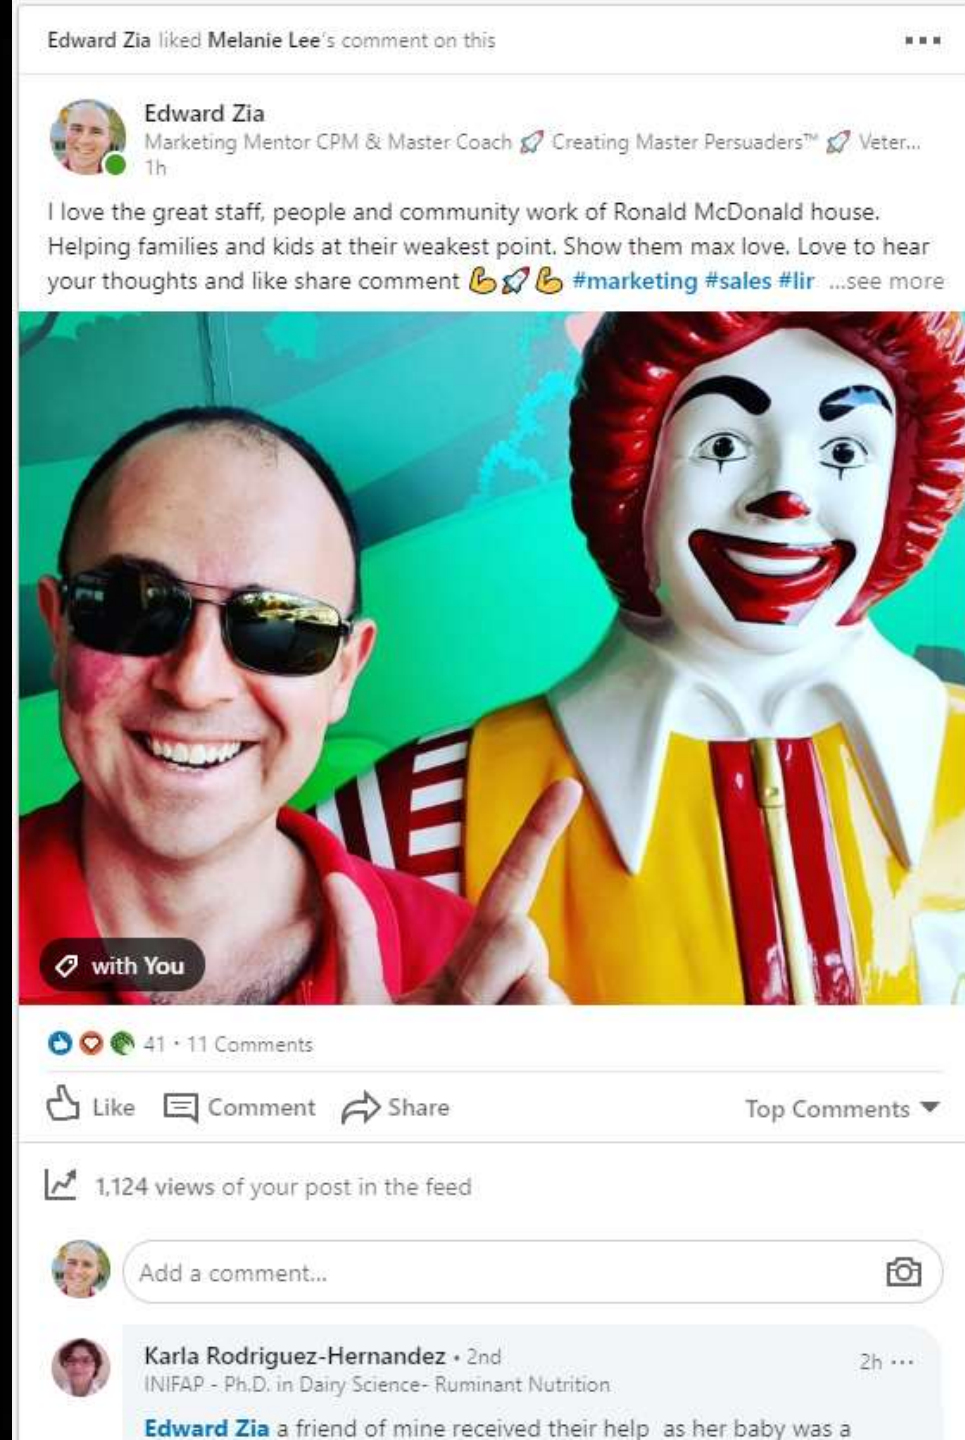 Edward Zia liked Melanie Lee's comment on this
Edward Zia
Marketing Mentor CPM & Master Coach 🚀 Creating Master Persuaders™ 🚀 Veter...
1h
I love the great staff, people and community work of Ronald McDonald house.
Helping families and kids at their weakest point. Show them max love. Love to hear
your thoughts and like share comment 💪🚀💪 #marketing #sales #lir ...see more
with You
41 · 11 Comments
Like Comment Share Top Comments
1,124 views of your post in the feed
Add a comment...
Karla Rodriguez-Hernandez • 2nd 2h
INIFAP - Ph.D. in Dairy Science- Ruminant Nutrition
Edward Zia a friend of mine received their help as her baby was a